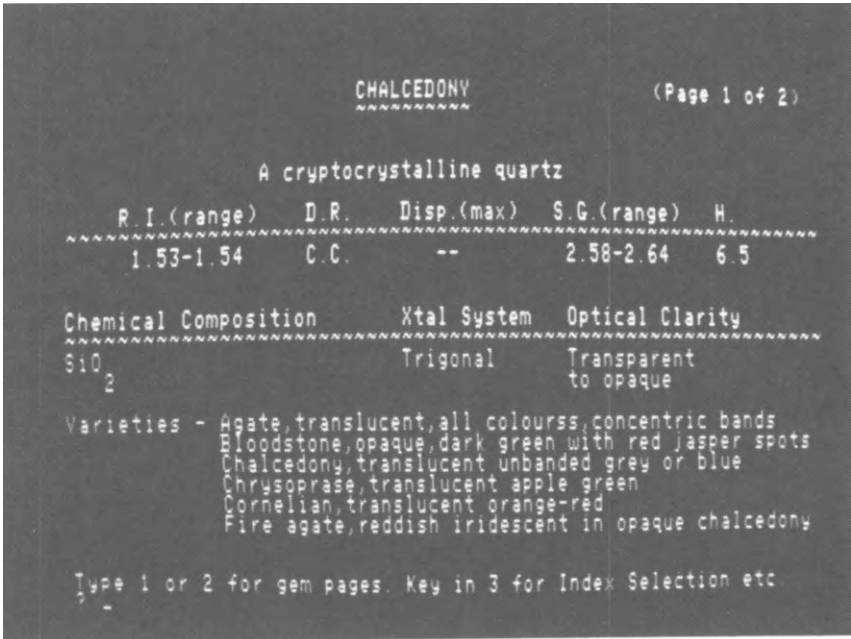 CHALCEDONY (Page 1 of 2)
~~~~~~~~~~
A cryptocrystalline quartz
R.I.(range) D.R. Disp.(max) S.G.(range) H.
~~~~~~~~~~~~~~~~~~~~~~~~~~~~~~~~~~~~~~~~~~~~~~~~~~~~~~~~~~~~~~~~
1.53-1.54 C.C. -- 2.58-2.64 6.5
Chemical Composition Xtal System Optical Clarity
~~~~~~~~~~~~~~~~~~~~~~~~~~~~~~~~~~~~~~~~~~~~~~~~~~~~~~~~~~~~~~~~
SiO Trigonal Transparent
2 to opaque
Varieties - Agate,translucent,all colourss,concentric bands
Bloodstone,opaque,dark green with red jasper spots
Chalcedony,translucent unbanded grey or blue
Chrysoprase,translucent apple green
Cornelian,translucent orange-red
Fire agate,reddish iridescent in opaque chalcedony
Type 1 or 2 for gem pages. Key in 3 for Index Selection etc.
? _